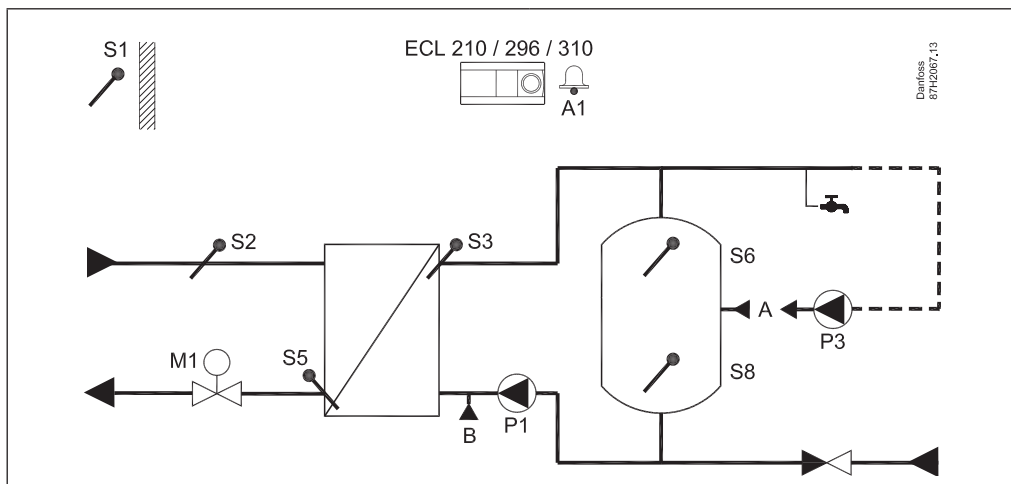 S1
ECL 210 / 296 / 310
A1
Danfoss
87H2067.13
S2
S3
S6
A
P3
M1
S5
S8
B
P1